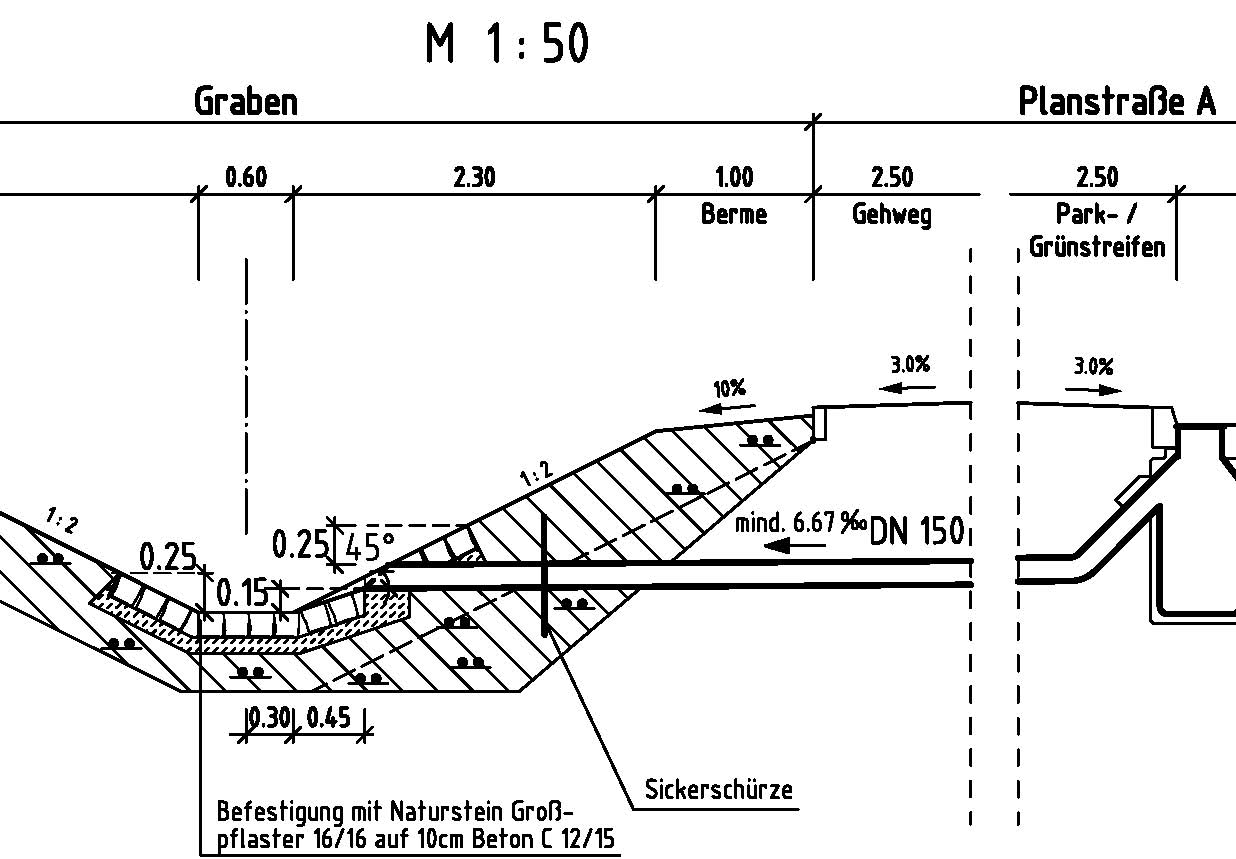 M 1:50
Graben
Planstraße A
0.60
2.30
1.00
2.50
2.50
Berme
Gehweg
Park- /
Grünstreifen
10%
3.0%
3.0%
1:2
1:2
0.25
0.25
45°
0.15
mind. 6.67 ‰
DN 150
0.30
0.45
Sickerschürze
Befestigung mit Naturstein Groß-
pflaster 16/16 auf 10cm Beton C 12/15